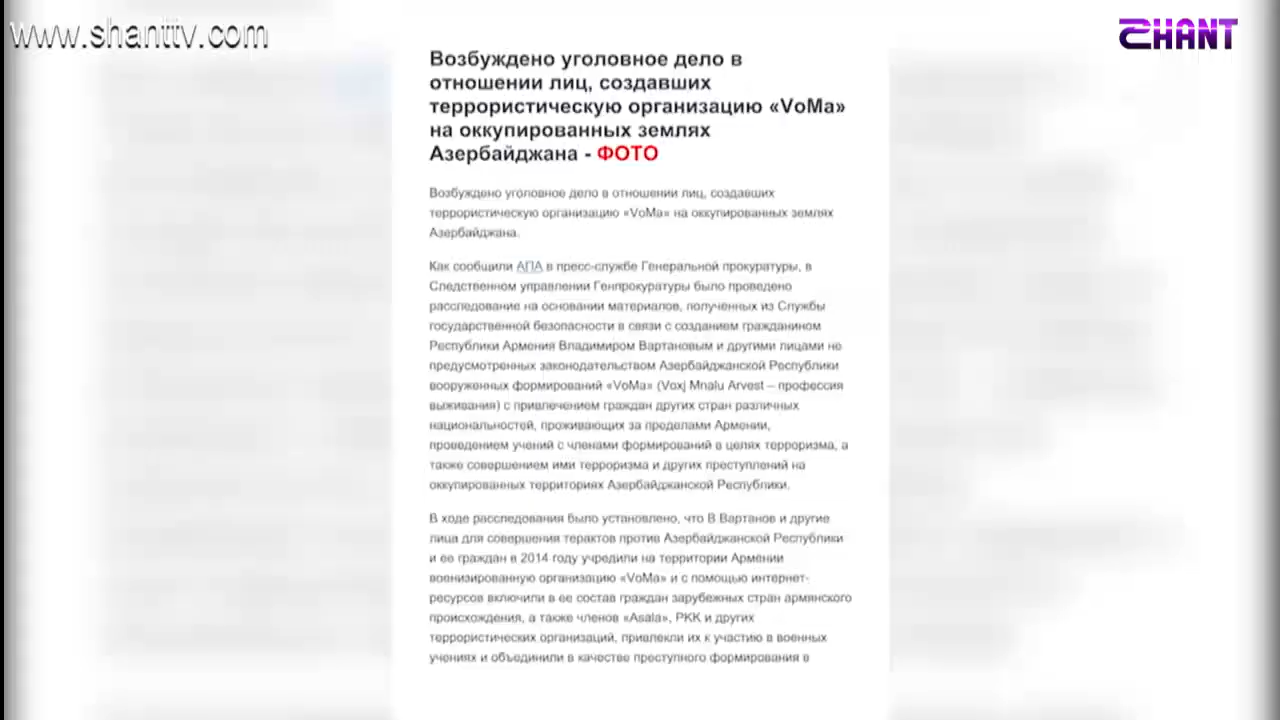 www.shanttv.com
SHANT
Возбуждено уголовное дело в
отношении лиц, создавших
террористическую организацию «VoMa»
на оккупированных землях
Азербайджана - ФОТО
Возбуждено уголовное дело в отношении лиц, создавших
террористическую организацию «VoMa» на оккупированных землях
Азербайджана.
Как сообщили АПА в пресс-службе Генеральной прокуратуры, в
Следственном управлении Генпрокуратуры было проведено
расследование на основании материалов, полученных из Службы
государственной безопасности в связи с созданием гражданином
Республики Армения Владимиром Вартановым и другими лицами не
предусмотренных законодательством Азербайджанской Республики
вооруженных формирований «VoMa» (Voxj Mnalu Arvest – профессия
выживания) с привлечением граждан других стран различных
национальностей, проживающих за пределами Армении,
проведением учений с членами формирований в целях терроризма, а
также совершением ими терроризма и других преступлений на
оккупированных территориях Азербайджанской Республики.
В ходе расследования было установлено, что В Вартанов и другие
лица для совершения терактов против Азербайджанской Республики
и ее граждан в 2014 году учредили на территории Армении
военизированную организацию «VoMa» и с помощью интернет-
ресурсов включили в ее состав граждан зарубежных стран армянского
происхождения, а также членов «Asala», РКК и других
террористических организаций, привлекли их к участию в военных
учениях и объединили в качестве преступного формирования в